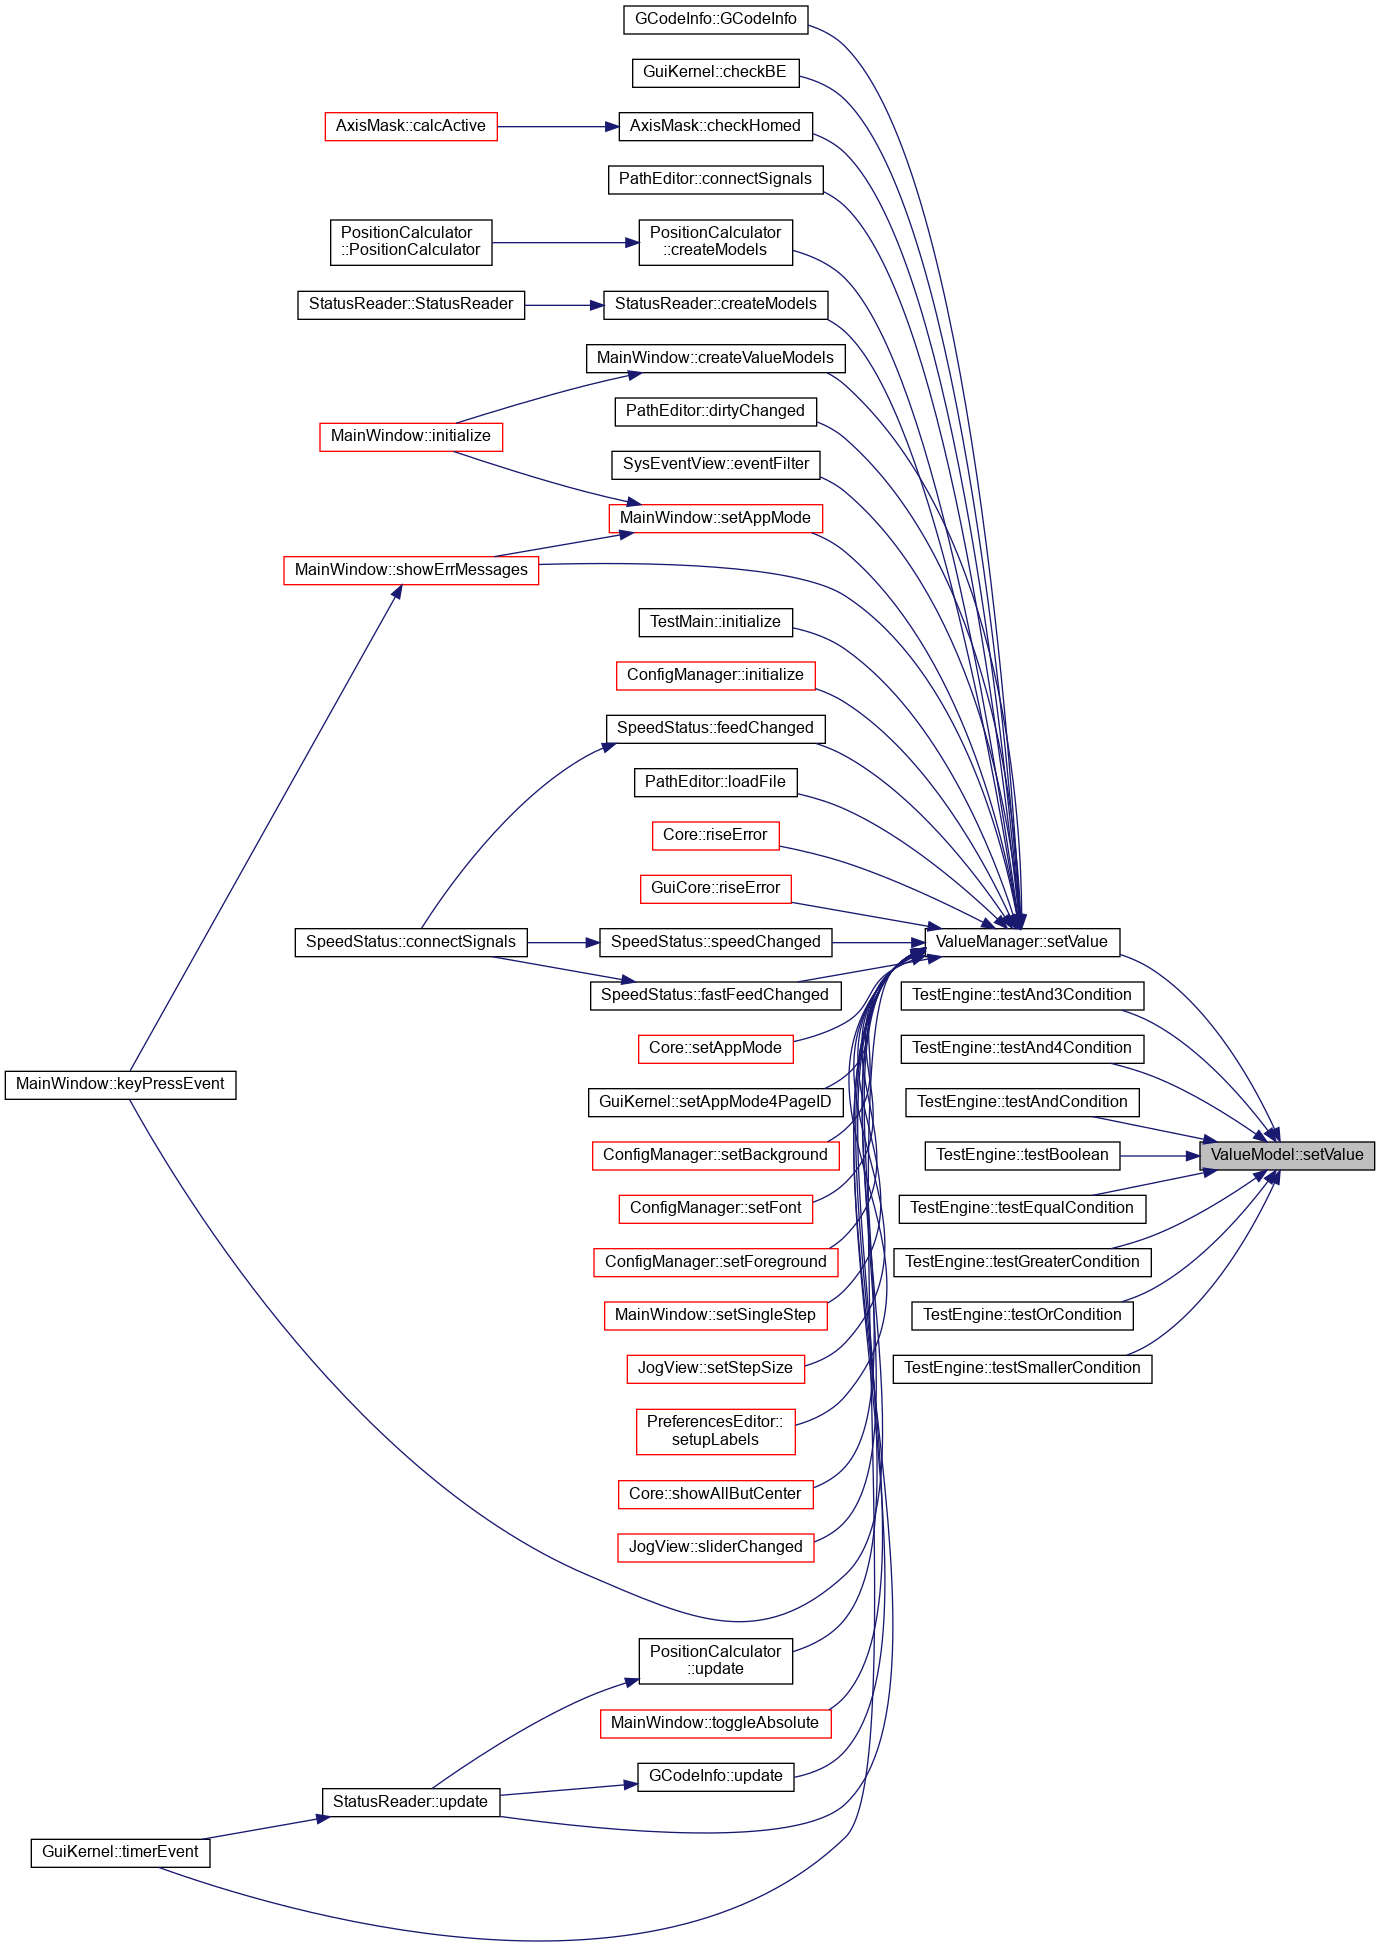 GCodeInfo::GCodeInfo
GuiKernel::checkBE
AxisMask::calcActive
AxisMask::checkHomed
PathEditor::connectSignals
PositionCalculator
::PositionCalculator
PositionCalculator
::createModels
StatusReader::StatusReader
StatusReader::createModels
MainWindow::createValueModels
PathEditor::dirtyChanged
MainWindow::initialize
SysEventView::eventFilter
MainWindow::setAppMode
MainWindow::showErrMessages
TestMain::initialize
ConfigManager::initialize
SpeedStatus::feedChanged
PathEditor::loadFile
Core::riseError
GuiCore::riseError
SpeedStatus::connectSignals
SpeedStatus::speedChanged
ValueManager::setValue
SpeedStatus::fastFeedChanged
TestEngine::testAnd3Condition
Core::setAppMode
TestEngine::testAnd4Condition
MainWindow::keyPressEvent
GuiKernel::setAppMode4PageID
TestEngine::testAndCondition
ConfigManager::setBackground
TestEngine::testBoolean
ValueModel::setValue
ConfigManager::setFont
TestEngine::testEqualCondition
ConfigManager::setForeground
TestEngine::testGreaterCondition
MainWindow::setSingleStep
TestEngine::testOrCondition
JogView::setStepSize
TestEngine::testSmallerCondition
PreferencesEditor::
setupLabels
Core::showAllButCenter
JogView::sliderChanged
PositionCalculator
::update
MainWindow::toggleAbsolute
GCodeInfo::update
StatusReader::update
GuiKernel::timerEvent